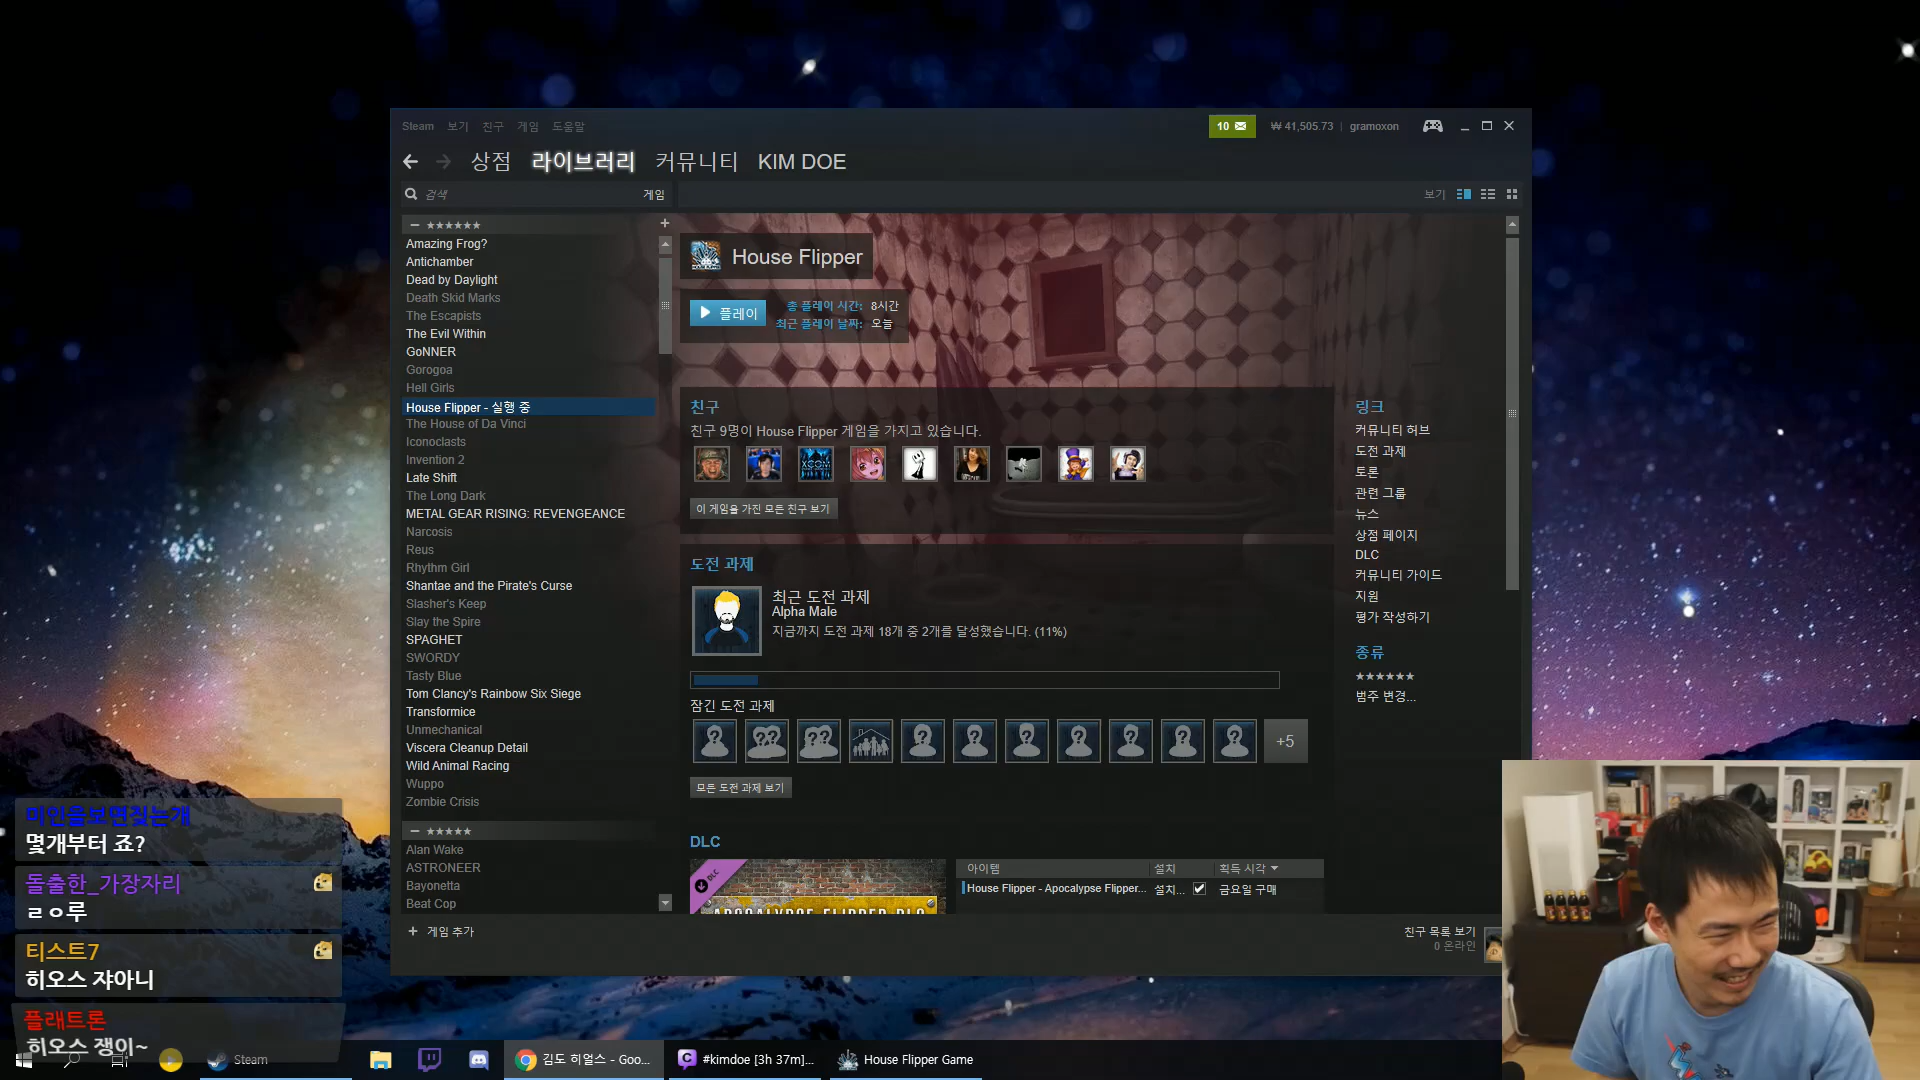 Steam 보기 친구 게임 도움말
10
₩ 41,505.73 | gramoxon
상점 라이브러리 커뮤니티 KIM DOE
검색
게임
보기
★★★★★★
Amazing Frog?
Antichamber
Dead by Daylight
Death Skid Marks
The Escapists
The Evil Within
GoNNER
Gorogoa
Hell Girls
House Flipper - 실행 중
The House of Da Vinci
Iconoclasts
Invention 2
Late Shift
The Long Dark
METAL GEAR RISING: REVENGEANCE
Narcosis
Reus
Rhythm Girl
Shantae and the Pirate's Curse
Slasher's Keep
Slay the Spire
SPAGHET
SWORDY
Tasty Blue
Tom Clancy's Rainbow Six Siege
Transformice
Unmechanical
Viscera Cleanup Detail
Wild Animal Racing
Wuppo
Zombie Crisis
★★★★★
Alan Wake
ASTRONEER
Bayonetta
Beat Cop
+ 게임 추가
House Flipper
플레이
총 플레이 시간: 8시간
최근 플레이 날짜: 오늘
친구
친구 9명이 House Flipper 게임을 가지고 있습니다.
XCOM
이 게임을 가진 모든 친구 보기
도전 과제
최근 도전 과제
Alpha Male
지금까지 도전 과제 18개 중 2개를 달성했습니다. (11%)
잠긴 도전 과제
+5
모든 도전 과제 보기
DLC
DLC
APOCALYPSE FLIPPER DLC
아이템 설치 획득 시각
House Flipper - Apocalypse Flipper... 설치... 금요일 구매
링크
커뮤니티 허브
도전 과제
토론
관련 그룹
뉴스
상점 페이지
DLC
커뮤니티 가이드
지원
평가 작성하기
종류
★★★★★★
범주 변경...
친구 목록 보기
0 온라인
미인을보면짖는개
몇개부터 죠?
돌출한_가장자리
ㄹㅇ루
티스트7
히오스 쟈아니
플래트론
히오스 쟁이~
Steam
김도 히얼스 - Goo...
#kimdoe [3h 37m]...
House Flipper Game